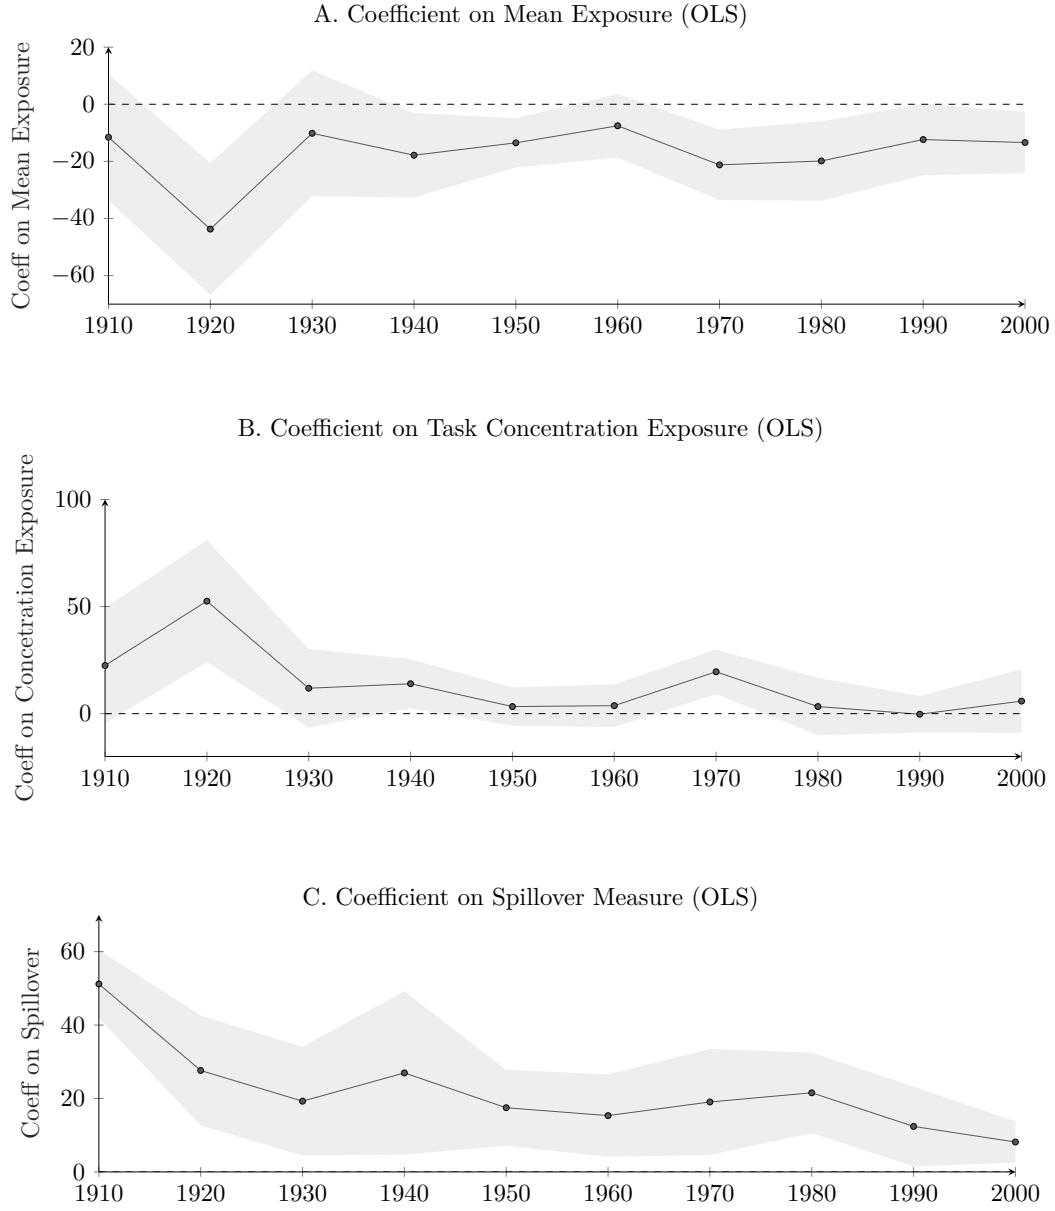 A. Coefficient on Mean Exposure (OLS)
Coeff on Mean Exposure
20
0
−20
−40
−60
1910 1920 1930 1940 1950 1960 1970 1980 1990 2000
B. Coefficient on Task Concentration Exposure (OLS)
Coeff on Concetration Exposure
100
50
0
1910 1920 1930 1940 1950 1960 1970 1980 1990 2000
C. Coefficient on Spillover Measure (OLS)
Coeff on Spillover
60
40
20
0
1910 1920 1930 1940 1950 1960 1970 1980 1990 2000